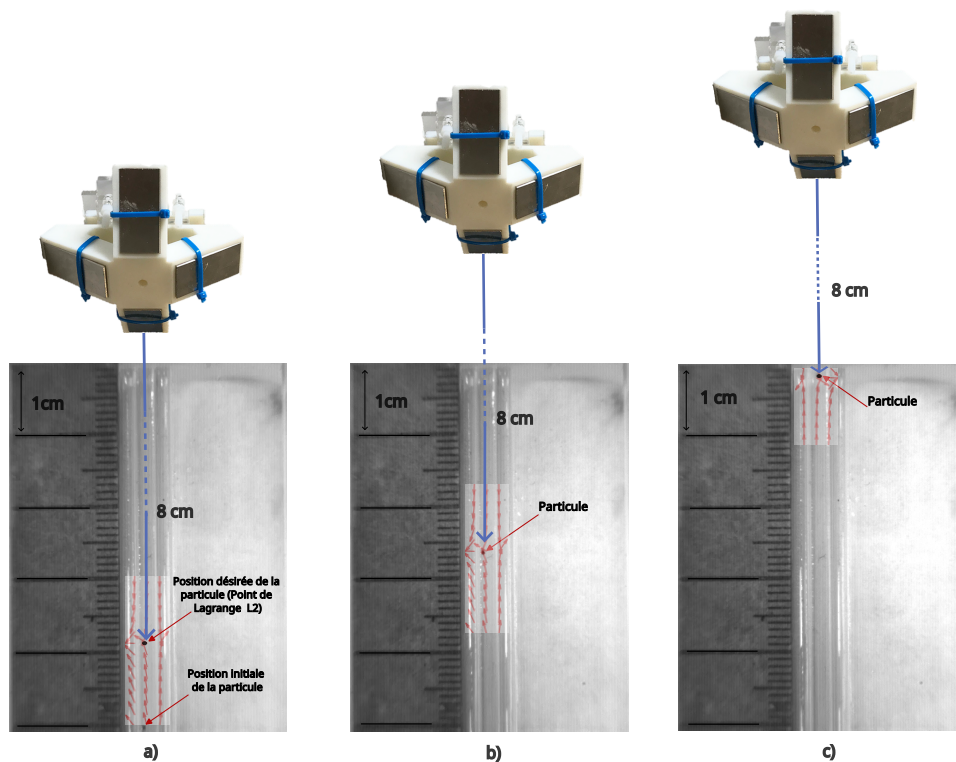 1cm
8 cm
Position désirée de la
particule (Point de
Lagrange L2)
Position initiale
de la particule
a)
1cm
8 cm
Particule
b)
8 cm
1 cm
Particule
c)